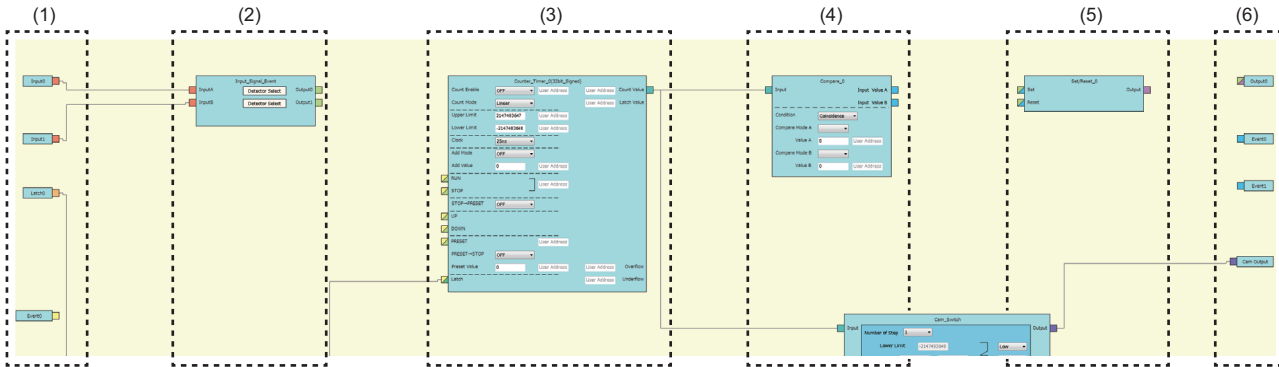 (1)
(2)
(3)
(4)
(5)
(6)
Input0
Input1
Latch0
Event0
Input_Signal_Event
InputA Detector Select Output0
InputB Detector Select Output1
Counter_Timer_0(32bit_Signed)
Count Enable OFF User Address User Address Count Value
Count Mode Linear User Address Latch Value
Upper Limit 2147483647 User Address
Lower Limit -2147483648 User Address
Clock 25ns
Add Mode OFF
Add Value 0 User Address
RUN
User Address
STOP
STOP→PRESET OFF
UP
DOWN
PRESET User Address
PRESET→STOP OFF
Preset Value 0 User Address User Address Overflow
Latch User Address Underflow
Compare_0
Input Input Value A
Input Value B
Condition Coincidence
Compare Mode A
Value A 0 User Address
Compare Mode B
Value B 0 User Address
Cam_Switch
Input Number of Step 1 Output
Lower Limit -2147483648 Low
Set/Reset_0
Set Output
Reset
Output0
Event0
Event1
Cam Output